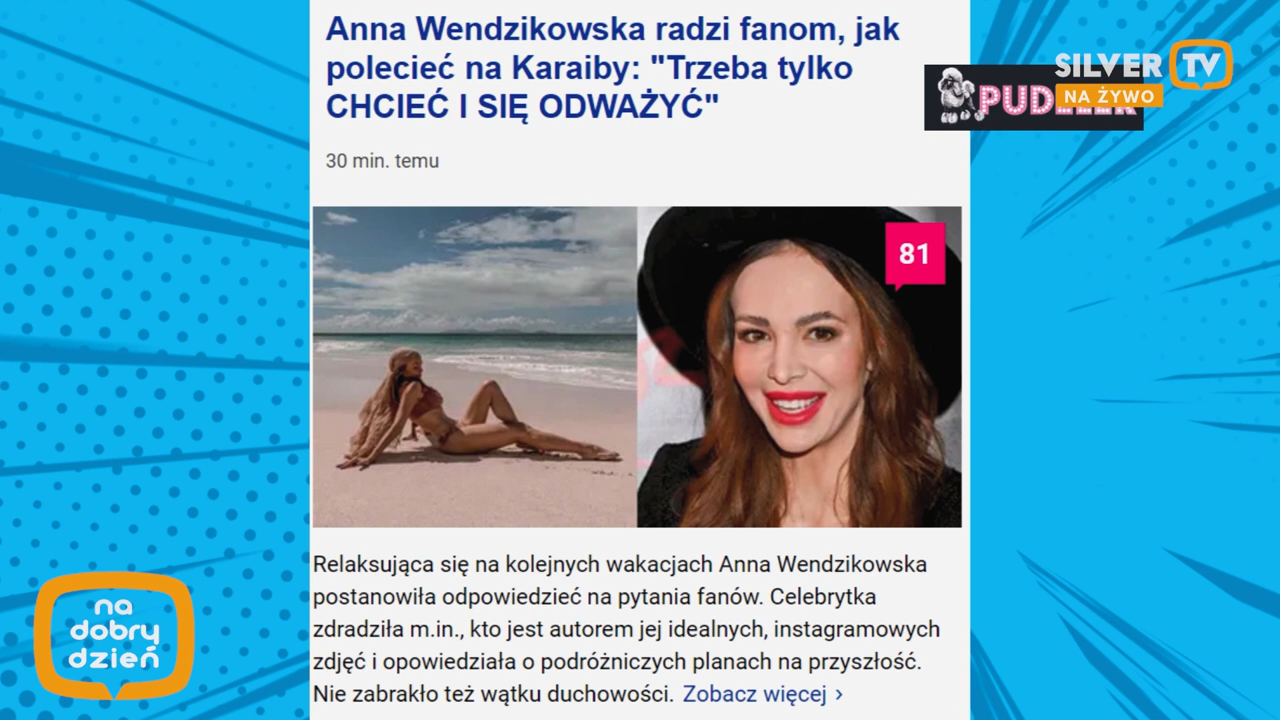 Anna Wendzikowska radzi fanom, jak
polecieć na Karaiby: "Trzeba tylko
CHCIEĆ I SIĘ ODWAŻYĆ"
30 min. temu
SILVER TV
NA ŻYWO
81
Relaksująca się na kolejnych wakacjach Anna Wendzikowska
postanowiła odpowiedzieć na pytania fanów. Celebrytka
zdradziła m.in., kto jest autorem jej idealnych, instagramowych
zdjęć i opowiedziała o podróżniczych planach na przyszłość.
Nie zabrakło też wątku duchowości. Zobacz więcej ›
na
dobry
dzień